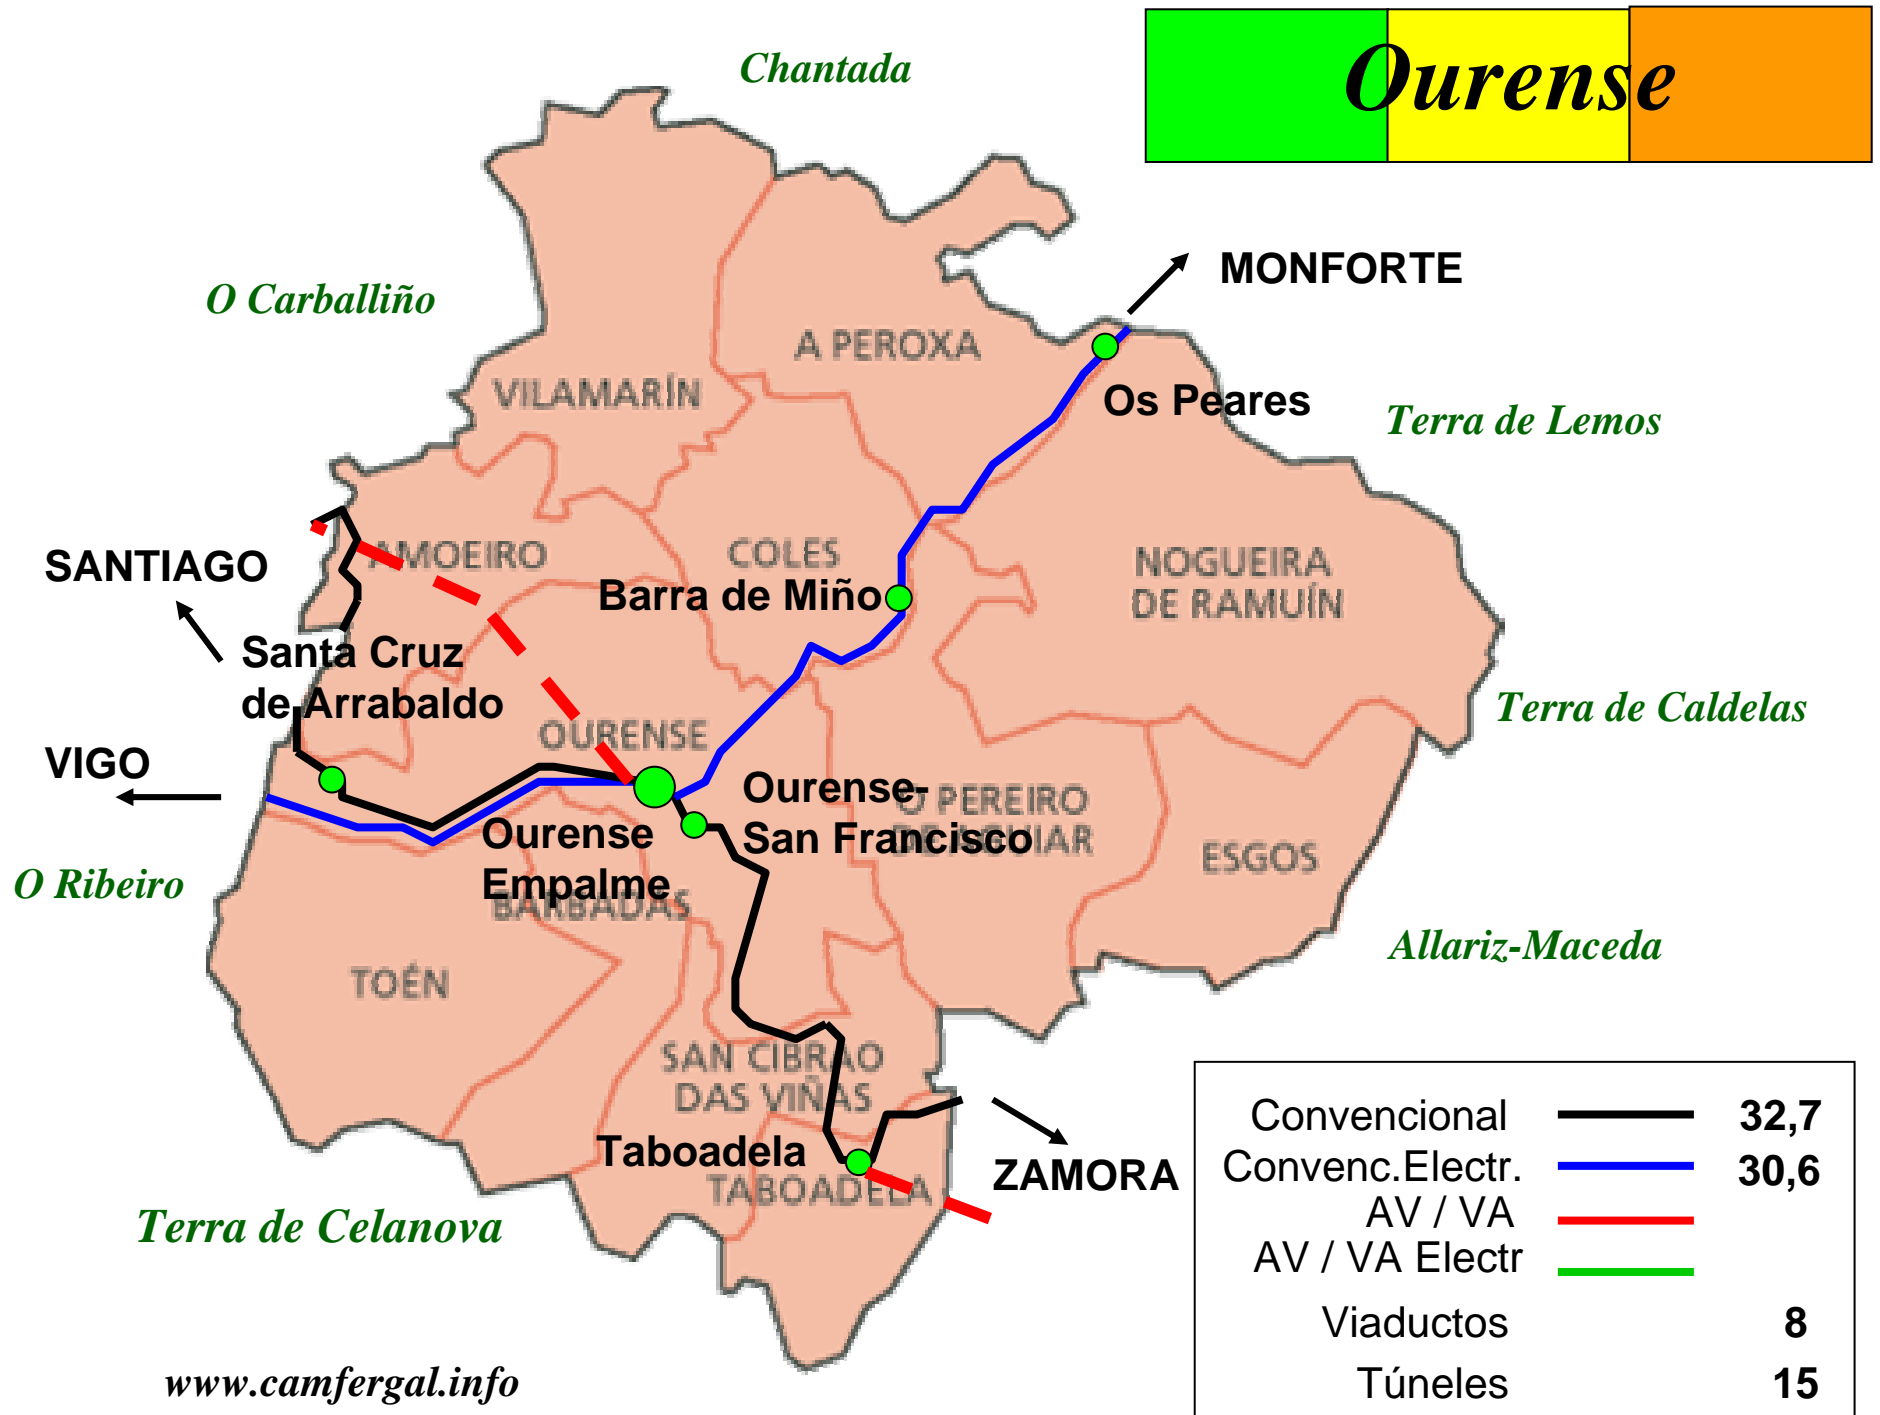 Ourense
Chantada
MONFORTE
O Carballiño
A PEROXA
VILAMARÍN
Os Peares
Terra de Lemos
SANTIAGO
AMOEIRO
COLES
NOGUEIRA
DE RAMUÍN
Barra de Miño
Santa Cruz
de Arrabaldo
Terra de Caldelas
OURENSE
VIGO
Ourense-
San Francisco
O PEREIRO
DE AGUIAR
Ourense
Empalme
ESGOS
O Ribeiro
BARBADÁS
Allariz-Maceda
TOÉN
SAN CIBRAO
DAS VIÑAS
Taboadela
ZAMORA
TABOADELA
Terra de Celanova
Convencional 32,7
Convenc.Electr. 30,6
AV / VA
AV / VA Electr
Viaductos 8
Túneles 15
www.camfergal.info